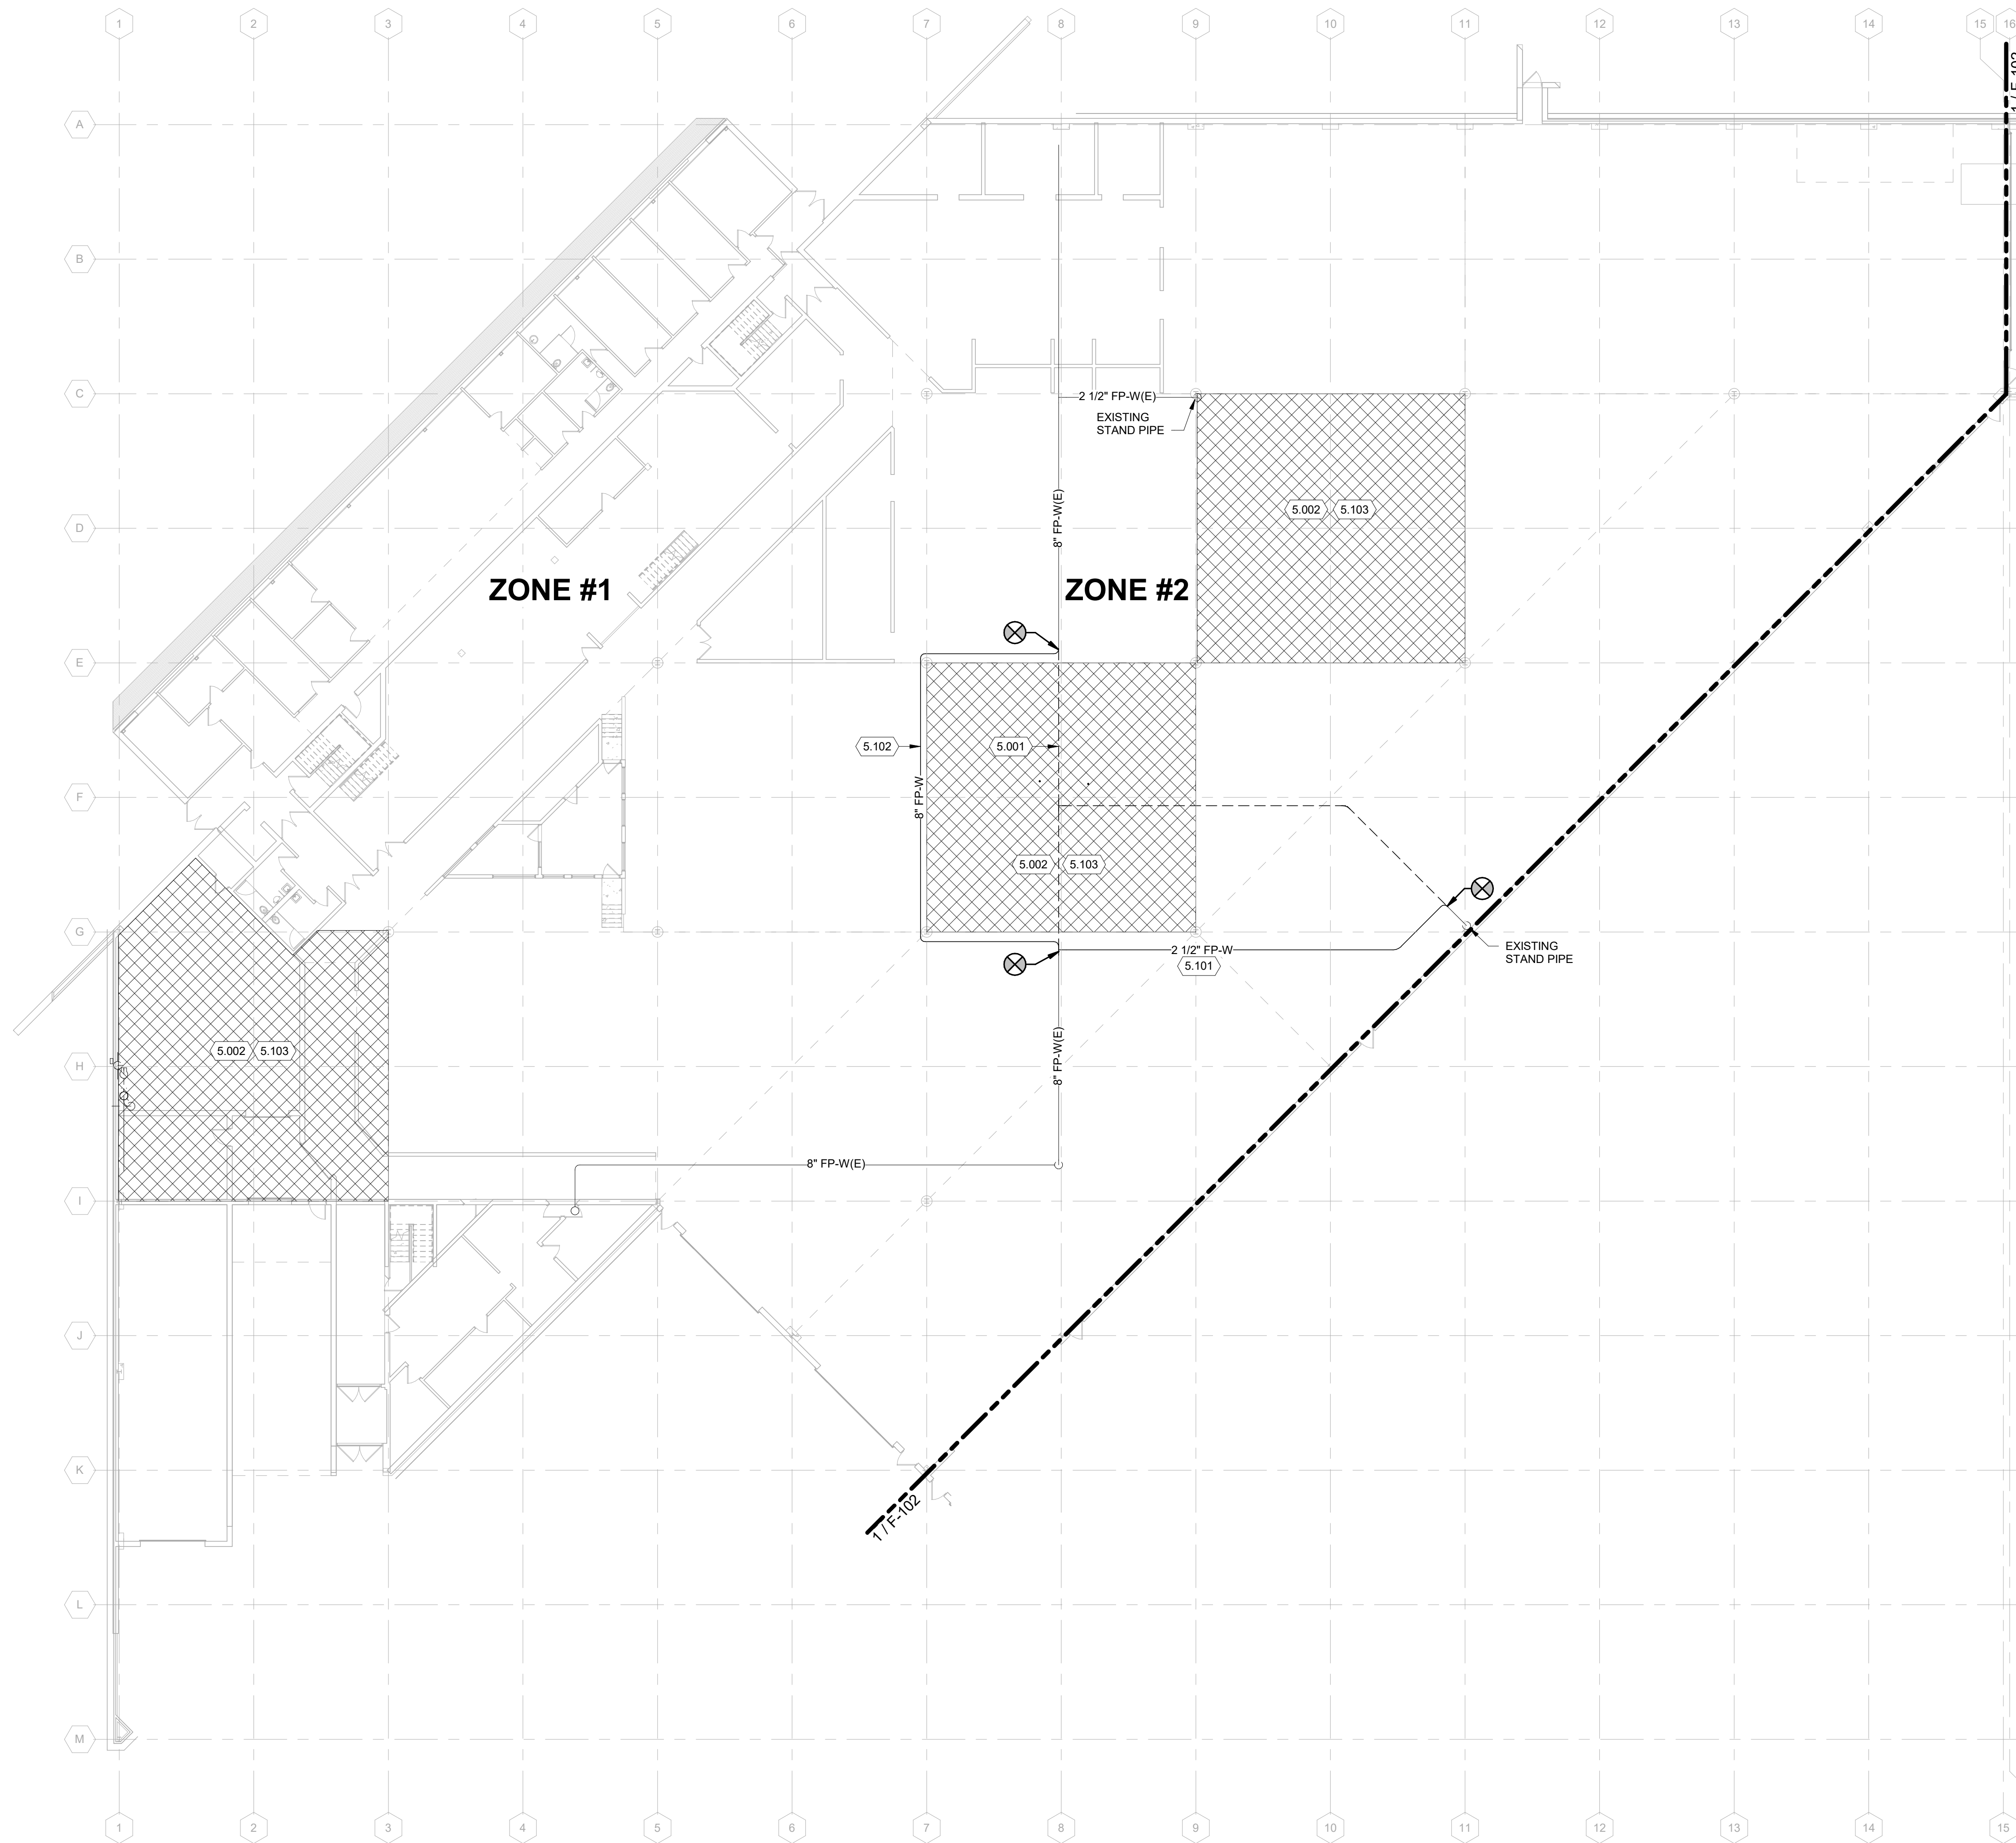 1
2
3
4
5
6
7
8
9
10
11
12
13
14
15
16
1 / F-102
A
B
C
2 1/2" FP-W(E)
EXISTING
STAND PIPE
D
8" FP-W(E)
5.002
5.103
ZONE #1
ZONE #2
E
5.102
5.001
F
8" FP-W
5.002
5.103
G
2 1/2" FP-W
5.101
EXISTING
STAND PIPE
H
5.002
5.103
8" FP-W(E)
8" FP-W(E)
I
J
K
1 / F-102
L
M
1
2
3
4
5
6
7
8
9
10
11
12
13
14
15